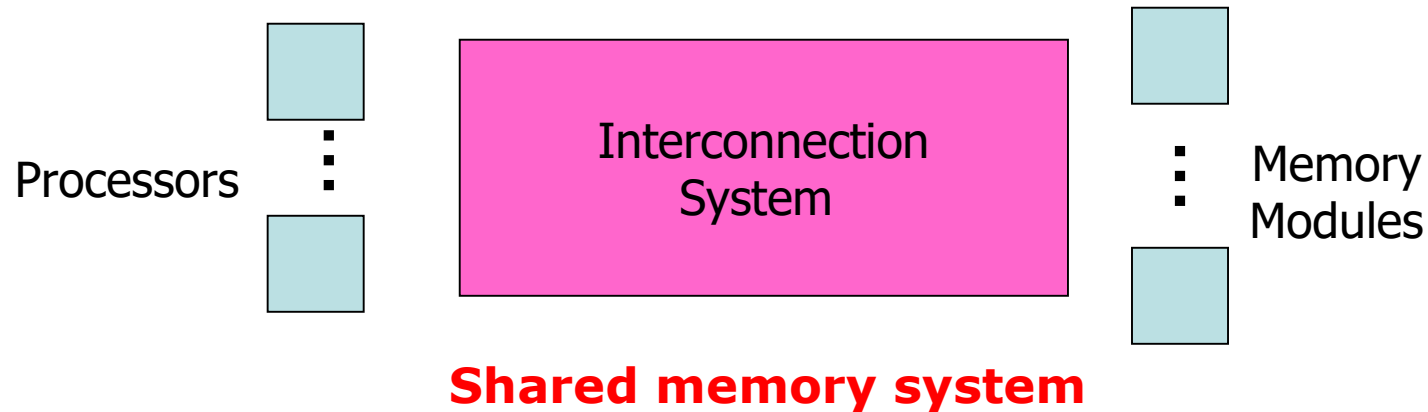 Processors
Interconnection
System
Memory
Modules
Shared memory system